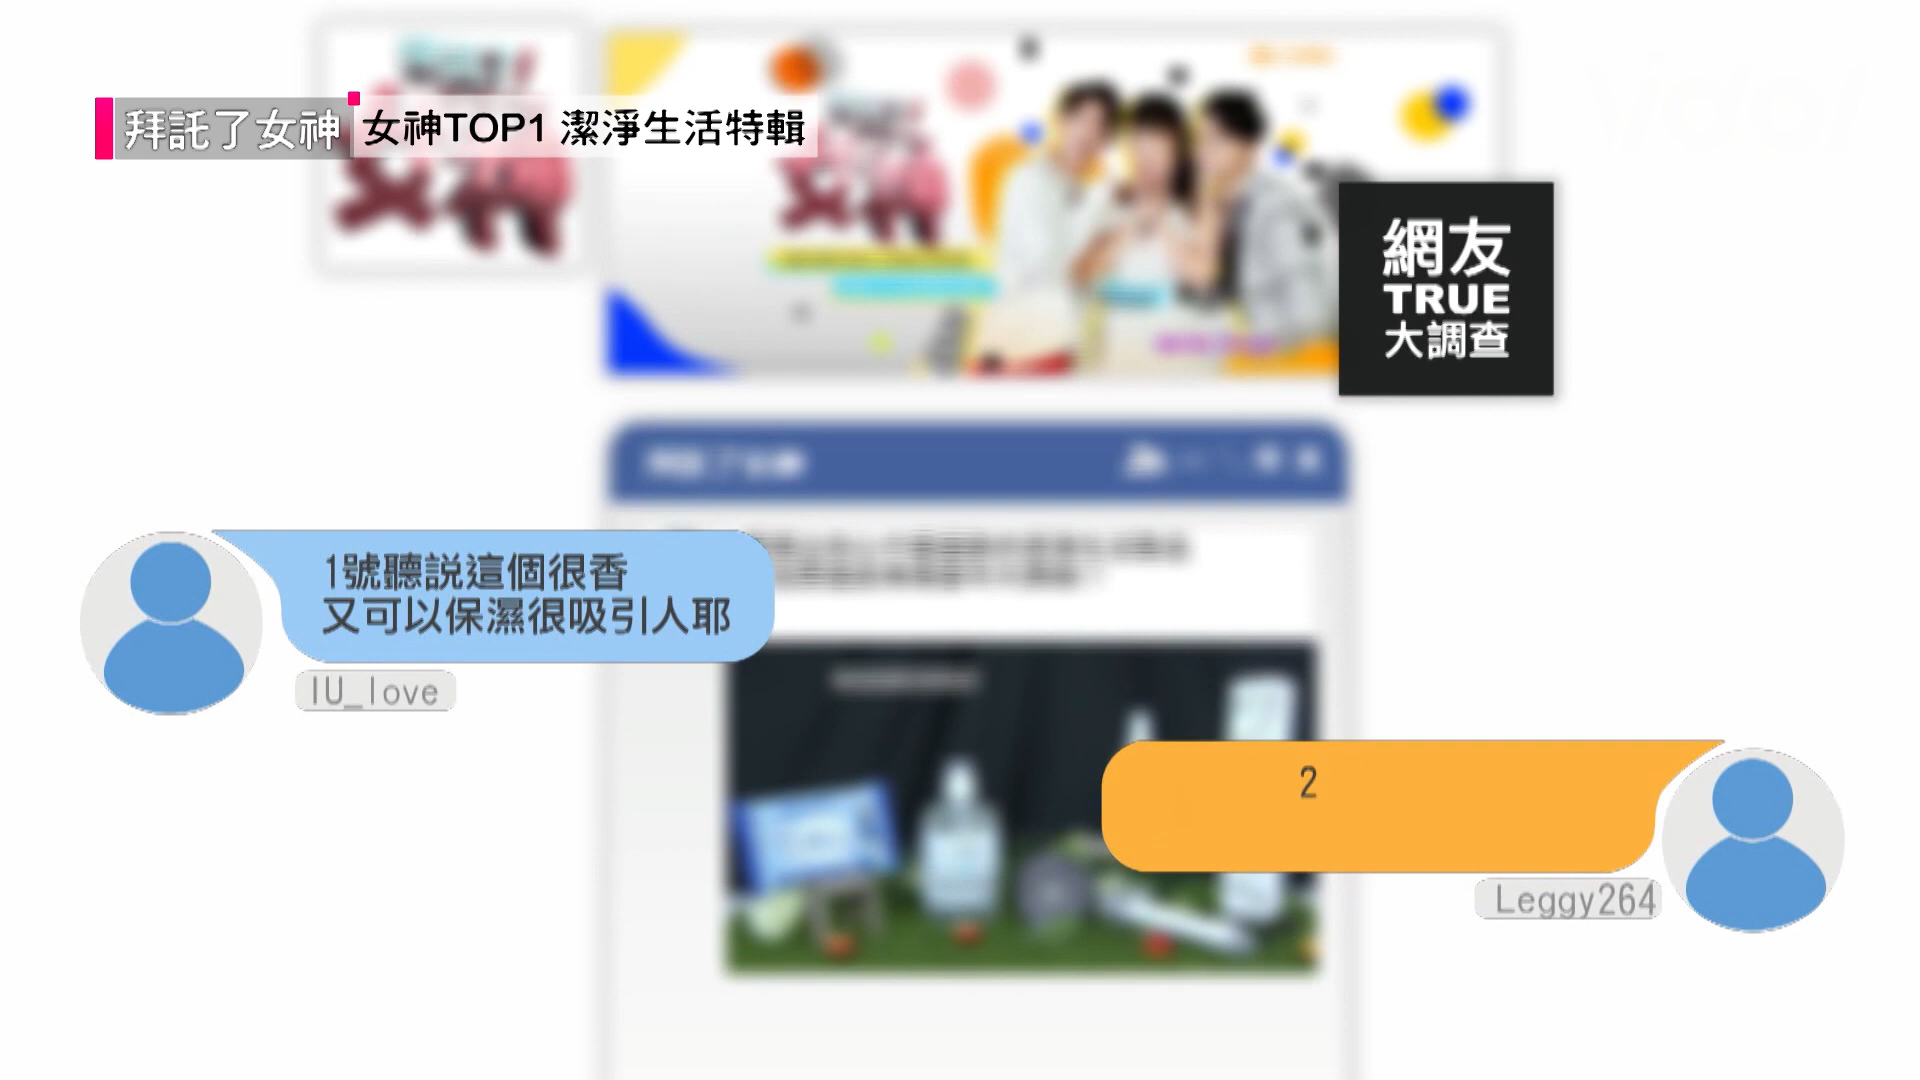 拜託了女神
女神TOP1 潔淨生活特輯
網友
TRUE
大調查
1號聽説這個很香
又可以保濕很吸引人耶
IU_love
2
Leggy264